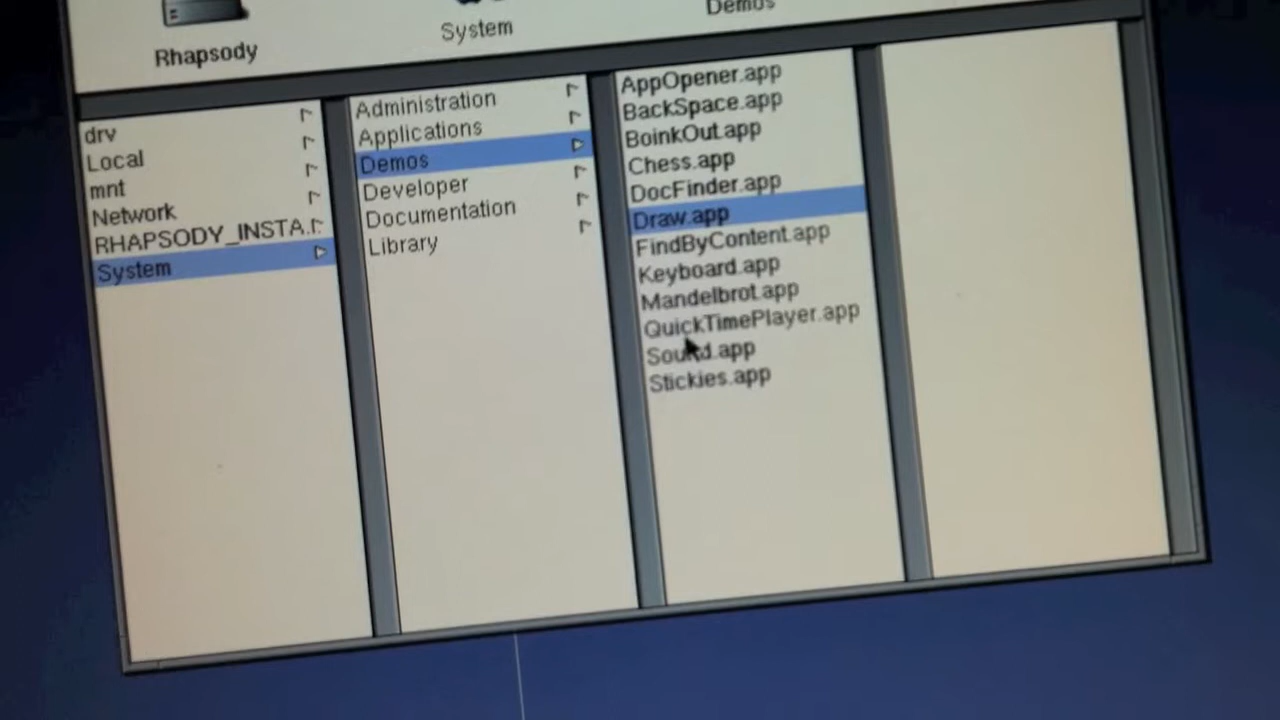 Rhapsody
System
Demos
drv
Local
mnt
Network
RHAPSODY_INSTA.
System
Administration
Applications
Demos
Developer
Documentation
Library
AppOpener.app
BackSpace.app
BoinkOut.app
Chess.app
DocFinder.app
Draw.app
FindByContent.app
Keyboard.app
Mandelbrot.app
QuickTimePlayer.app
Sound.app
Stickies.app